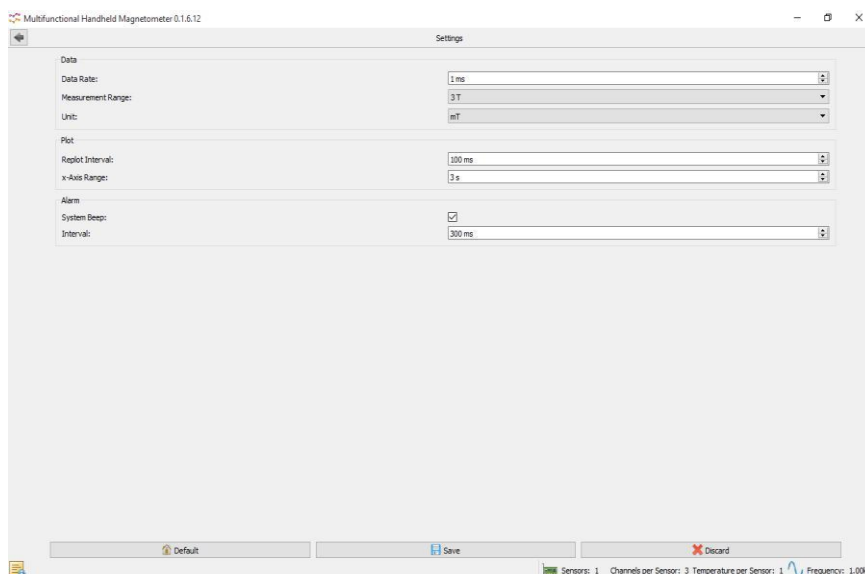 Multifunctional Handheld Magnetometer 0.1.6.12
Settings
Data
Data Rate: 1 ms
Measurement Range: 3 T
Unit: mT
Plot
Replot Interval: 100 ms
x-Axis Range: 3 s
Alarm
System Beep:
Interval: 300 ms
Default Save Discard
Sensors: 1 Channels per Sensor: 3 Temperature per Sensor: 1 Frequency: